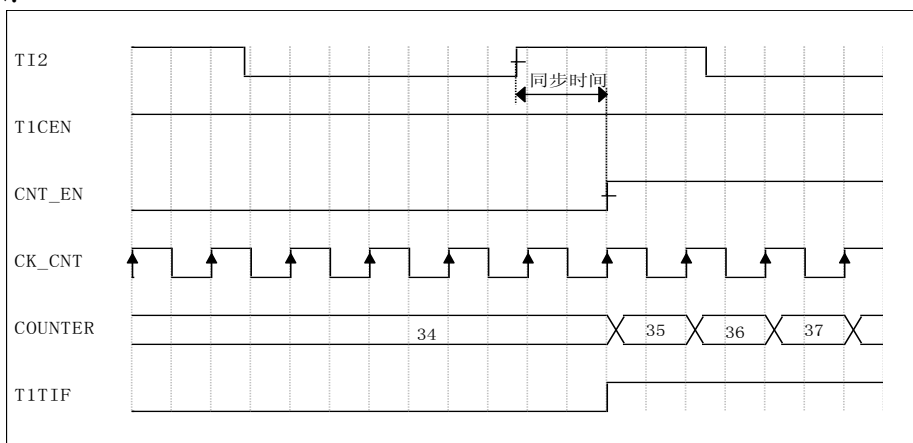 TI2
同步时间
T1CEN
CNT_EN
CK_CNT
COUNTER 34 35 36 37
T1TIF